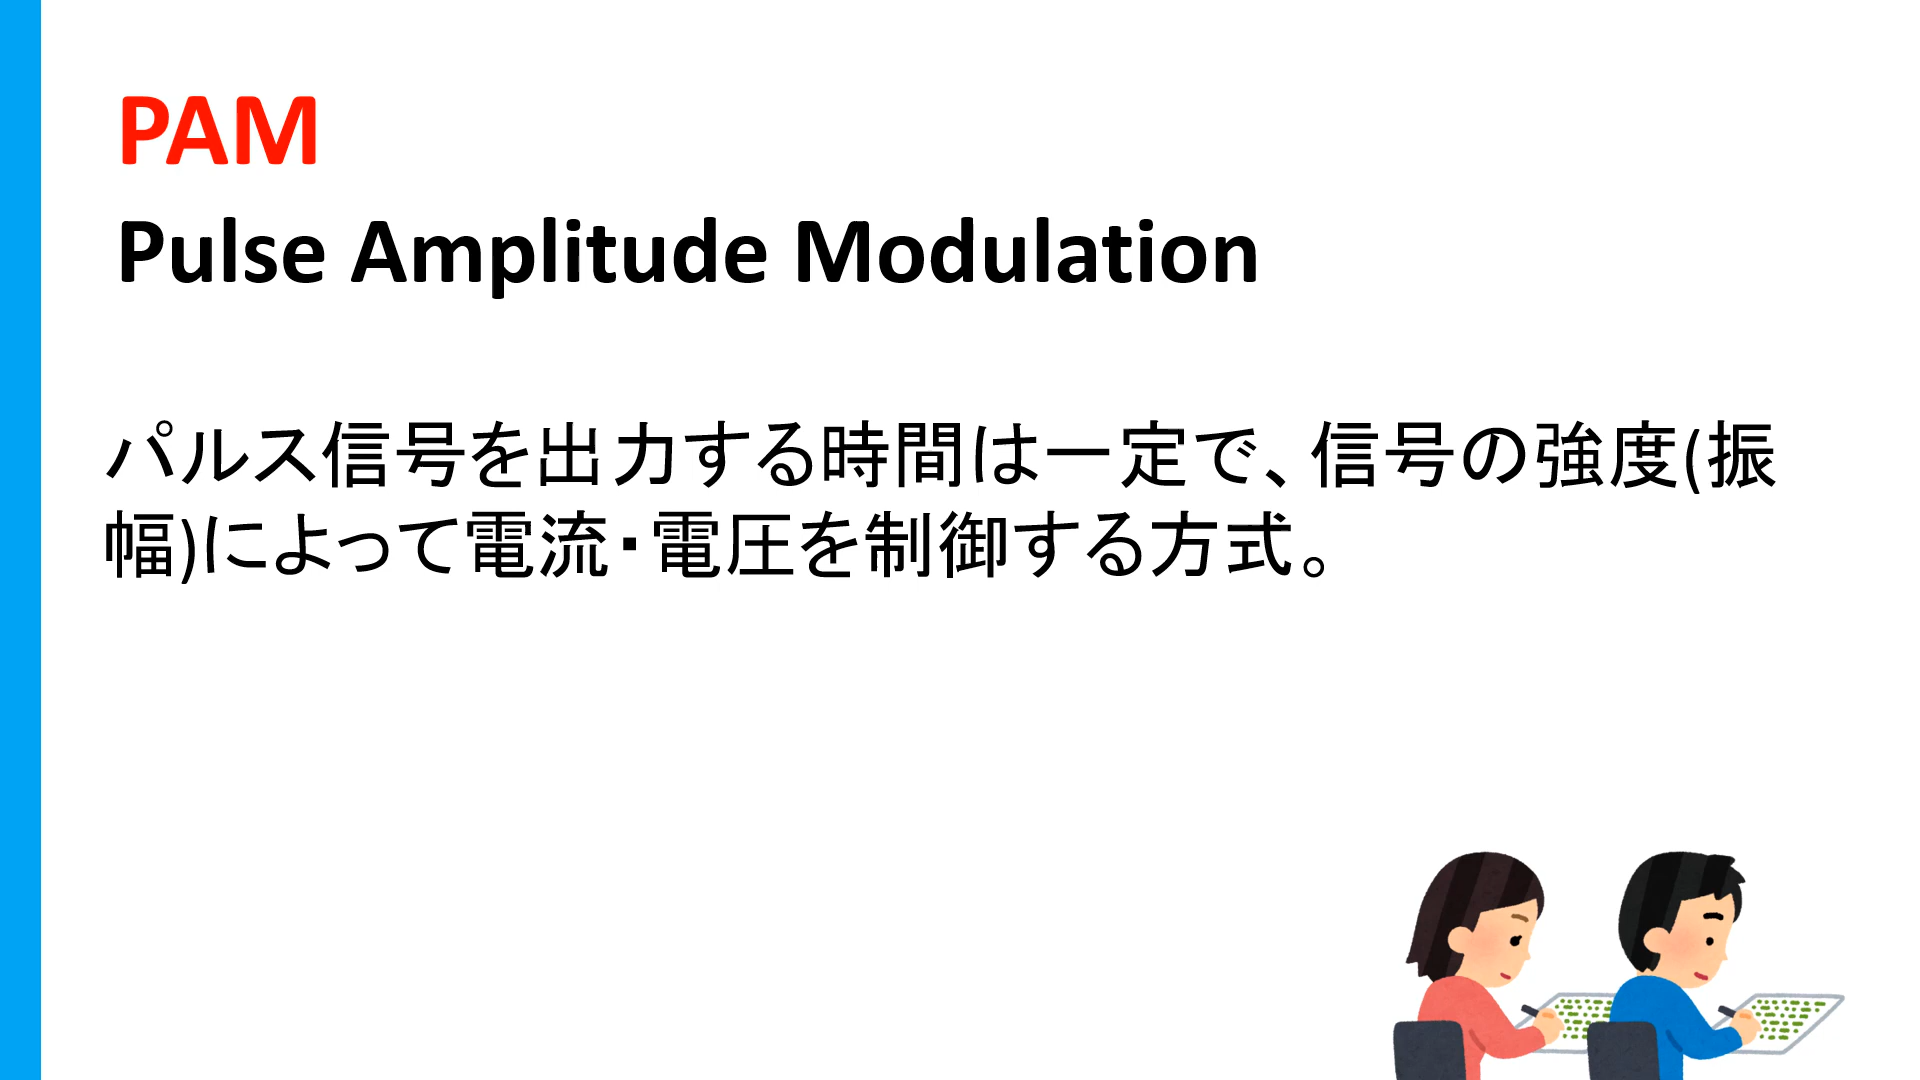 PAM
Pulse Amplitude Modulation
パルス信号を出力する時間は一定で、信号の強度(振
幅)によって電流・電圧を制御する方式。